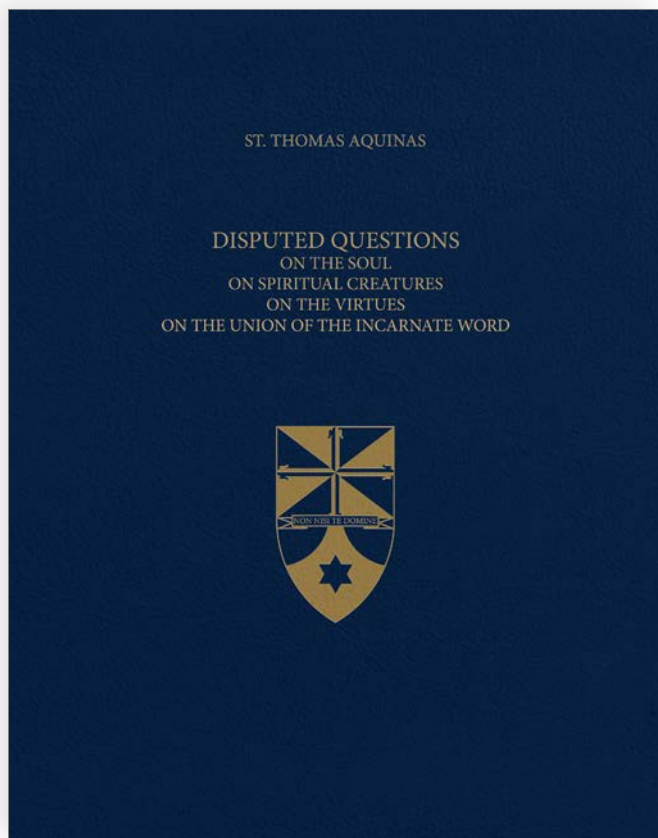 ST. THOMAS AQUINAS
DISPUTED QUESTIONS
ON THE SOUL
ON SPIRITUAL CREATURES
ON THE VIRTUES
ON THE UNION OF THE INCARNATE WORD
NON NISI TE DOMINE